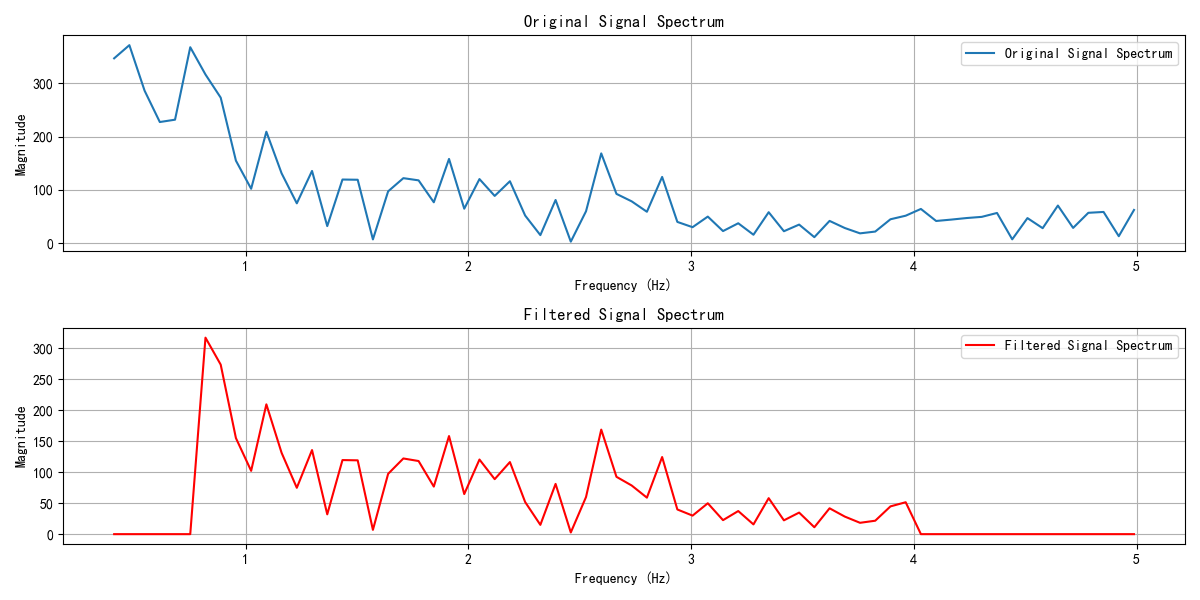 Original Signal Spectrum
Original Signal Spectrum
300
200
100
0
Magnitude
1 2 3 4 5
Frequency (Hz)
Filtered Signal Spectrum
Filtered Signal Spectrum
300
250
200
150
100
50
0
Magnitude
1 2 3 4 5
Frequency (Hz)